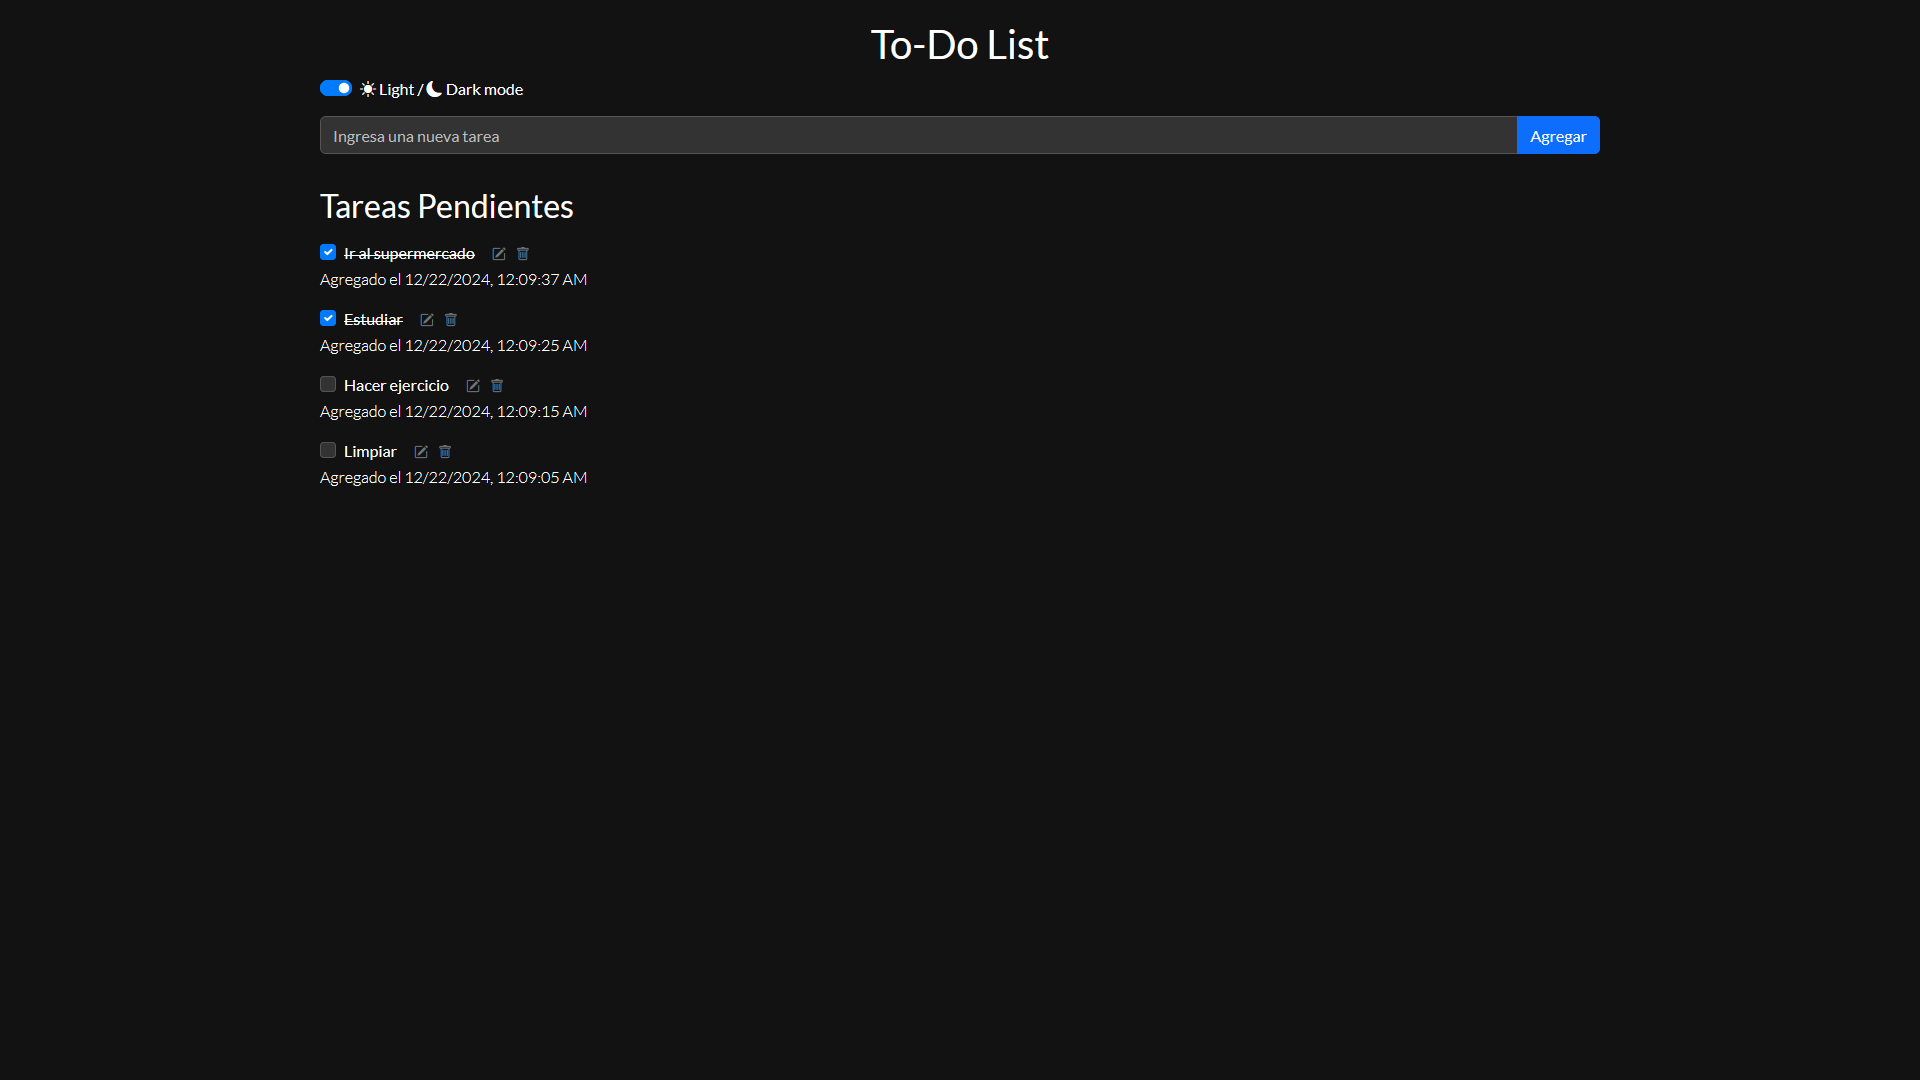 To-Do List
Light / Dark mode
Ingresa una nueva tarea
Agregar
Tareas Pendientes
Ir al supermercado
Agregado el 12/22/2024, 12:09:37 AM
Estudiar
Agregado el 12/22/2024, 12:09:25 AM
Hacer ejercicio
Agregado el 12/22/2024, 12:09:15 AM
Limpiar
Agregado el 12/22/2024, 12:09:05 AM